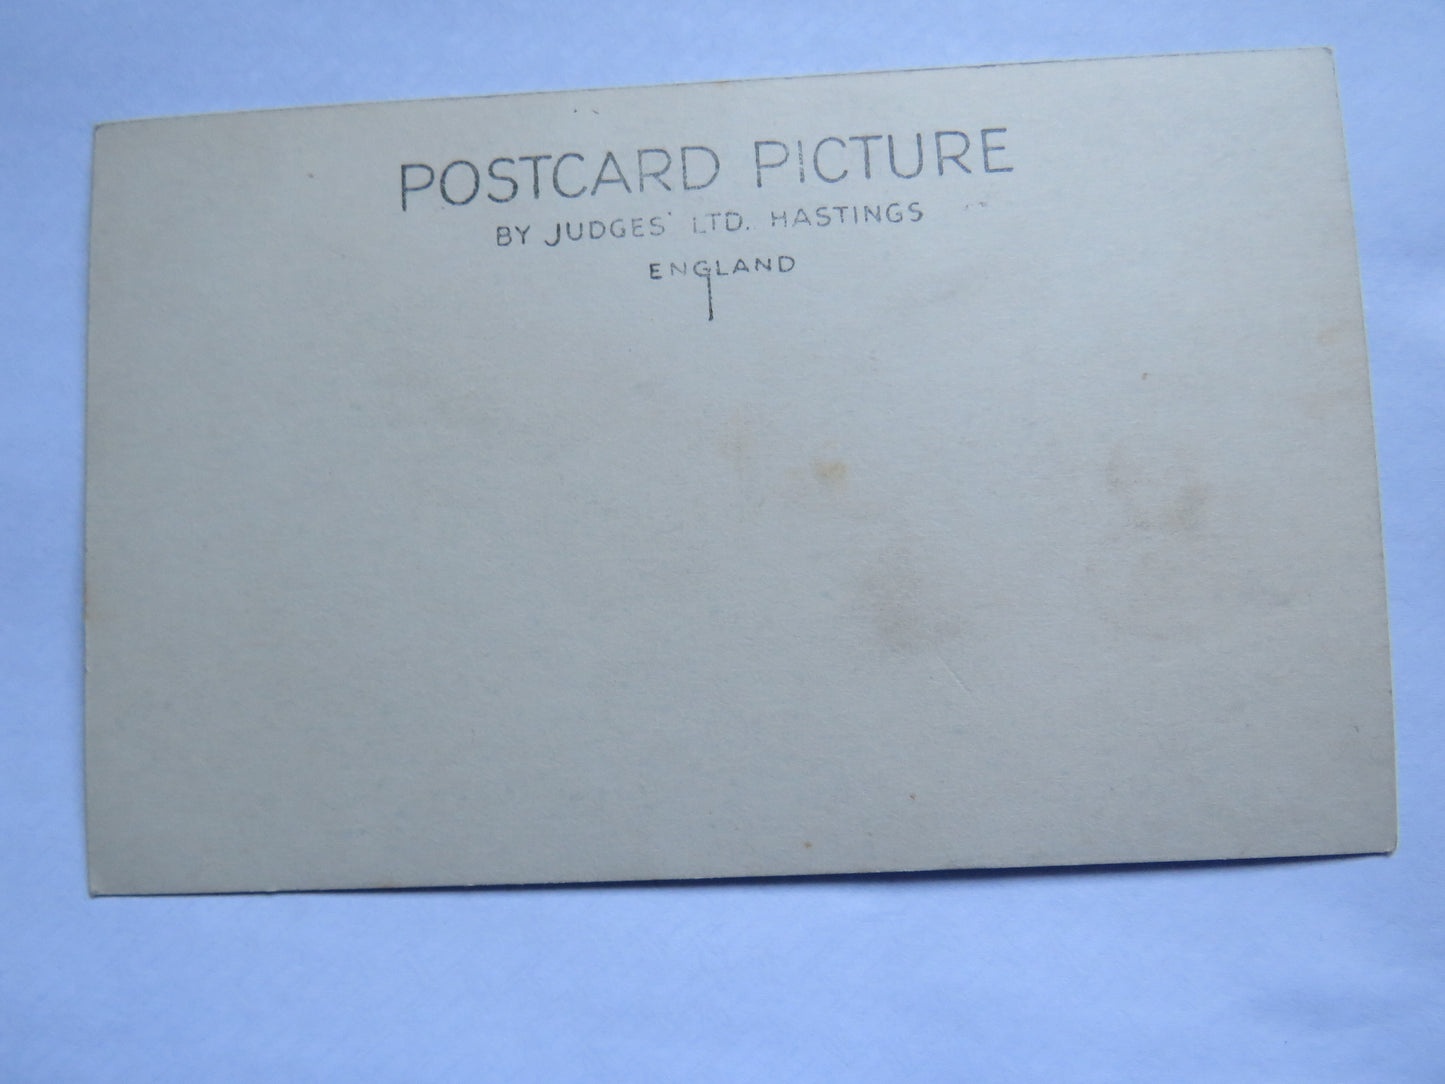 POSTCARD PICTURE
BY JUDGES' LTD. HASTINGS
ENGLAND